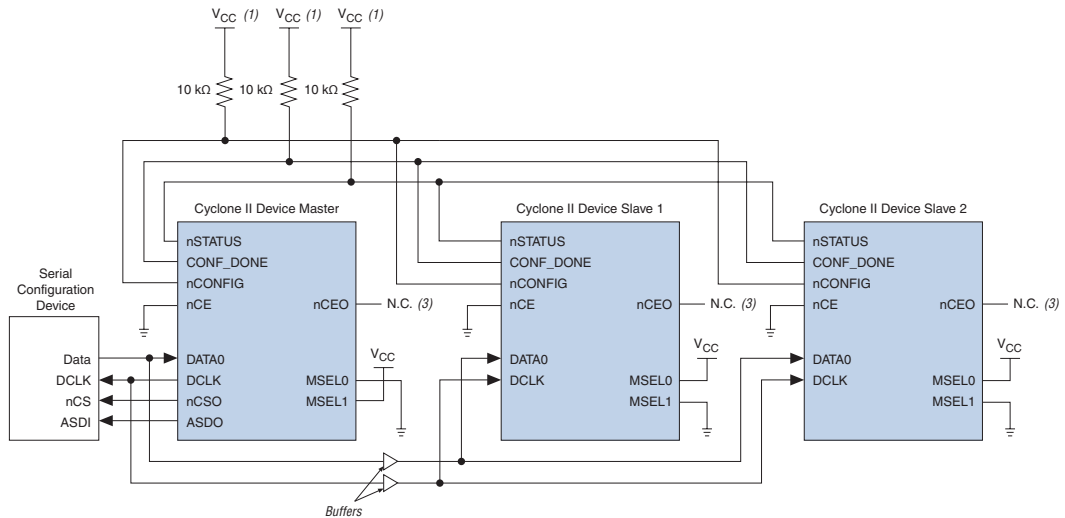 VCC (1) VCC (1) VCC (1)
10 kΩ 10 kΩ 10 kΩ
Cyclone II Device Master
nSTATUS
CONF_DONE
nCONFIG
nCE
nCEO
N.C. (3)
DATA0
DCLK
nCSO
ASDO
MSEL0
MSEL1
VCC
Cyclone II Device Slave 1
nSTATUS
CONF_DONE
nCONFIG
nCE
nCEO
N.C. (3)
DATA0
DCLK
MSEL0
MSEL1
VCC
Cyclone II Device Slave 2
nSTATUS
CONF_DONE
nCONFIG
nCE
nCEO
N.C. (3)
DATA0
DCLK
MSEL0
MSEL1
VCC
Serial
Configuration
Device
Data
DCLK
nCS
ASDI
Buffers